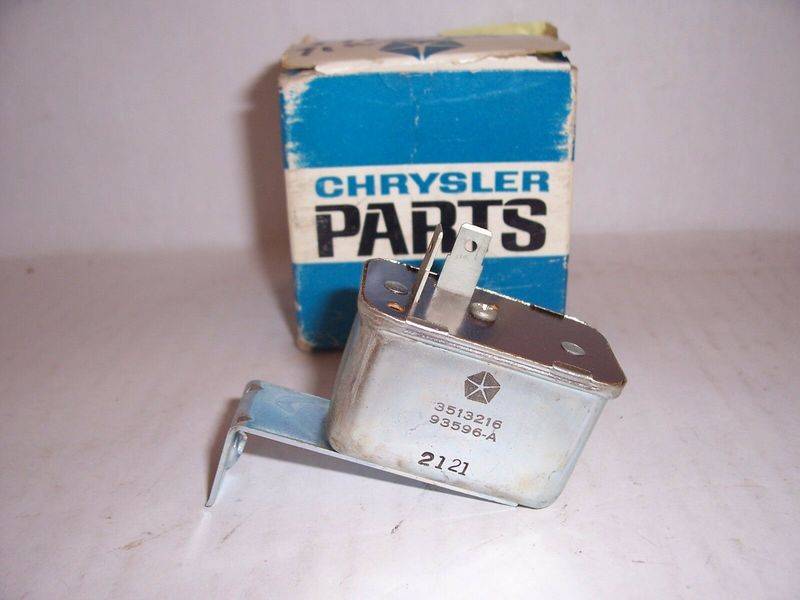 CHRYSLER
PARTS
3513216
93596-A
2121